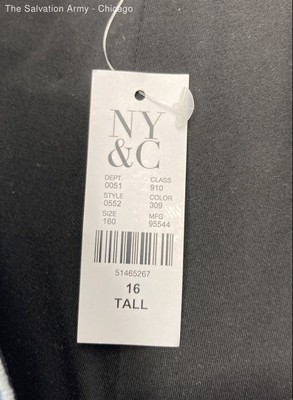 The Salvation Army - Chicago
NY
&C
DEPT. CLASS
0051 910
STYLE COLOR
0552 309
SIZE MFG
160 95544
51465267
16
TALL